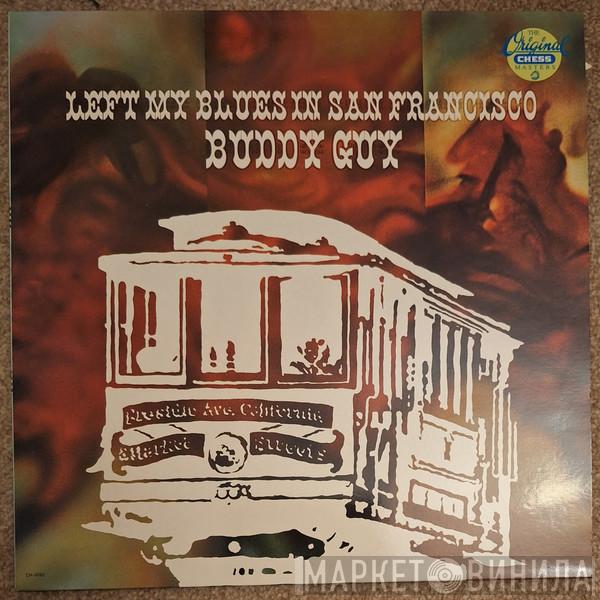 THE
Original
CHESS
MASTERS
LEFT MY BLUES IN SAN FRANCISCO
BUDDY GUY
Presidio Ave. California
& Market Streets
МАРКЕТ ВИНИЛА